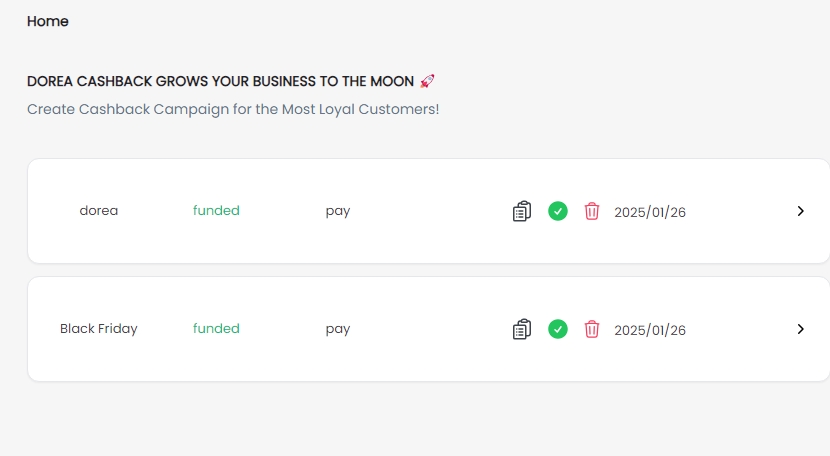 Home
DOREA CASHBACK GROWS YOUR BUSINESS TO THE MOON 🚀
Create Cashback Campaign for the Most Loyal Customers!
dorea funded pay 2025/01/26
Black Friday funded pay 2025/01/26